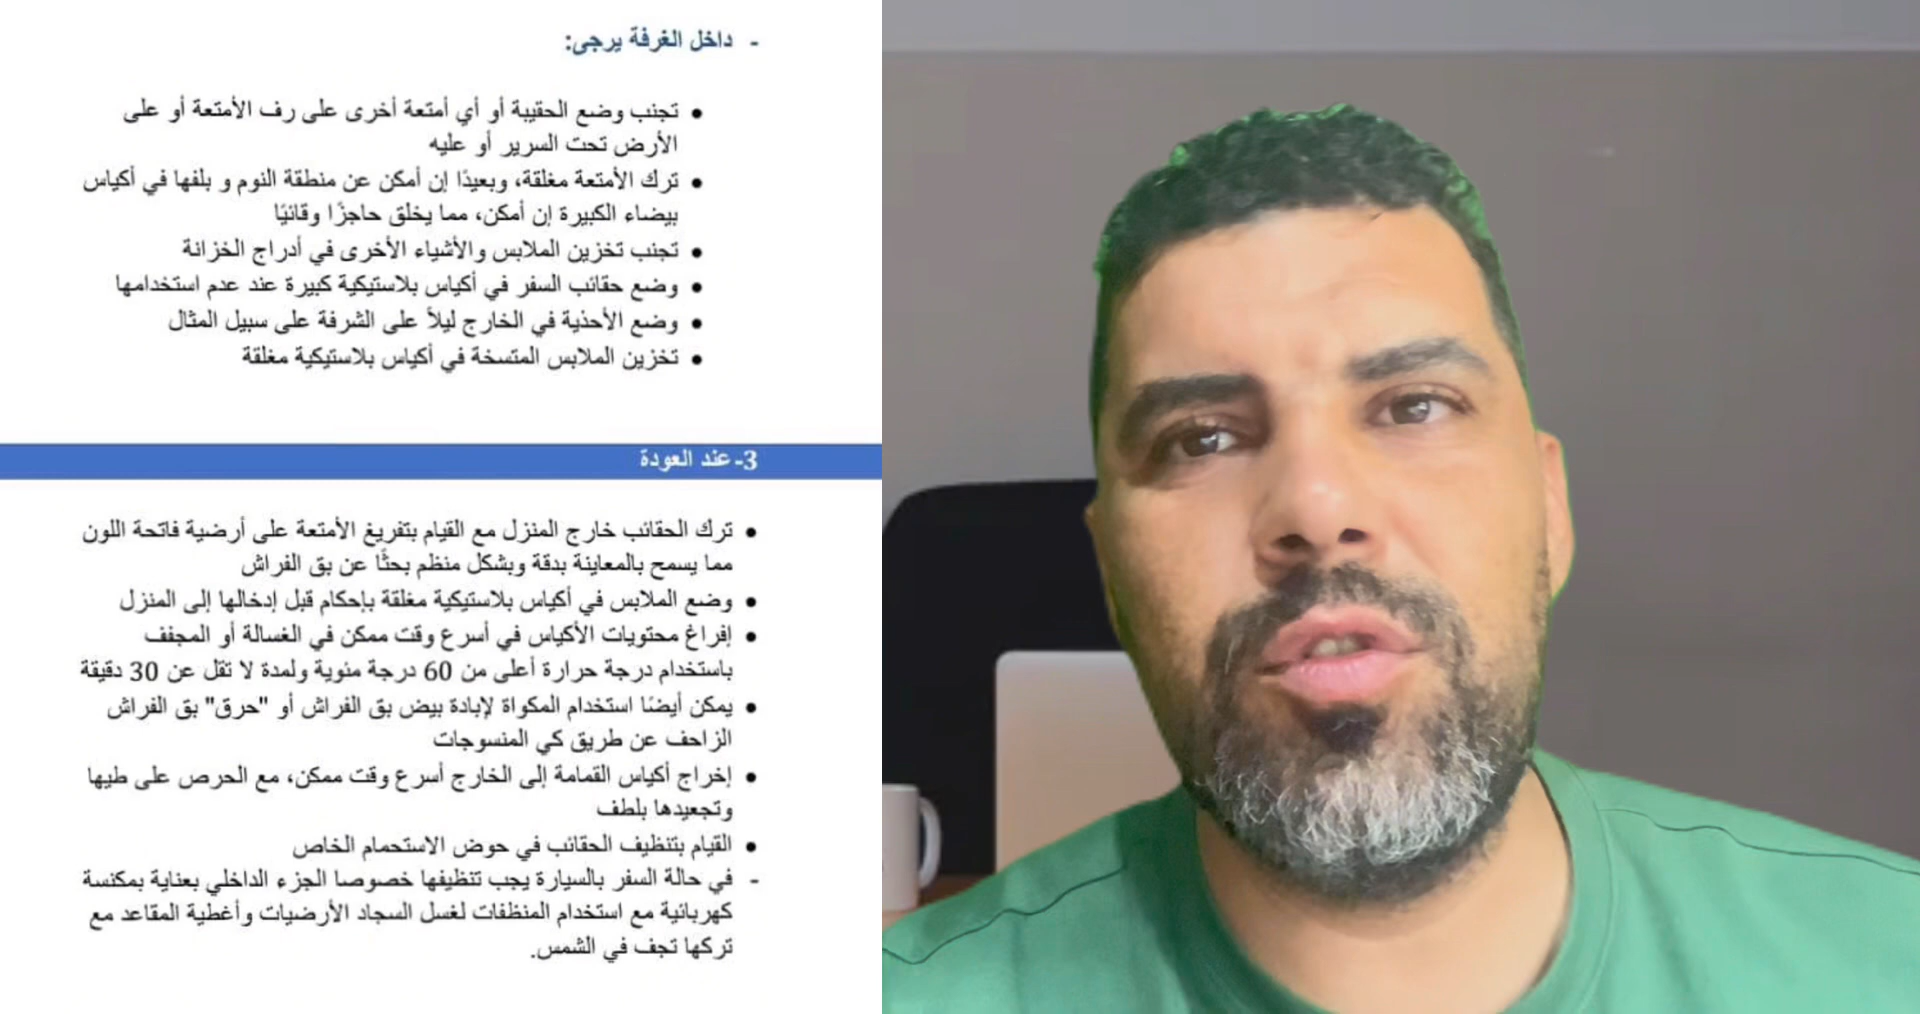 - داخل الغرفة يرجى:
• تجنب وضع الحقيبة أو أي أمتعة أخرى على رف الأمتعة أو على
الأرض تحت السرير أو عليه
• ترك الأمتعة مغلقة، وبعيدًا إن أمكن عن منطقة النوم و بلفها في أكياس
بيضاء الكبيرة إن أمكن، مما يخلق حاجزًا وقائيًا
• تجنب تخزين الملابس والأشياء الأخرى في أدراج الخزانة
• وضع حقائب السفر في أكياس بلاستيكية كبيرة عند عدم استخدامها
• وضع الأحذية في الخارج ليلاً على الشرفة على سبيل المثال
• تخزين الملابس المتسخة في أكياس بلاستيكية مغلقة
3- عند العودة
• ترك الحقائب خارج المنزل مع القيام بتفريغ الأمتعة على أرضية فاتحة اللون
مما يسمح بالمعاينة بدقة وبشكل منظم بحثًا عن بق الفراش
• وضع الملابس في أكياس بلاستيكية مغلقة بإحكام قبل إدخالها إلى المنزل
• إفراغ محتويات الأكياس في أسرع وقت ممكن في الغسالة أو المجفف
باستخدام درجة حرارة أعلى من 60 درجة مئوية ولمدة لا تقل عن 30 دقيقة
• يمكن أيضًا استخدام المكواة لإبادة بيض بق الفراش أو "حرق" بق الفراش
الزاحف عن طريق كي المنسوجات
• إخراج أكياس القمامة إلى الخارج أسرع وقت ممكن، مع الحرص على طيها
وتجعيدها بلطف
• القيام بتنظيف الحقائب في حوض الاستحمام الخاص
- في حالة السفر بالسيارة يجب تنظيفها خصوصا الجزء الداخلي بعناية بمكنسة
كهربائية مع استخدام المنظفات لغسل السجاد الأرضيات وأغطية المقاعد مع
تركها تجف في الشمس.